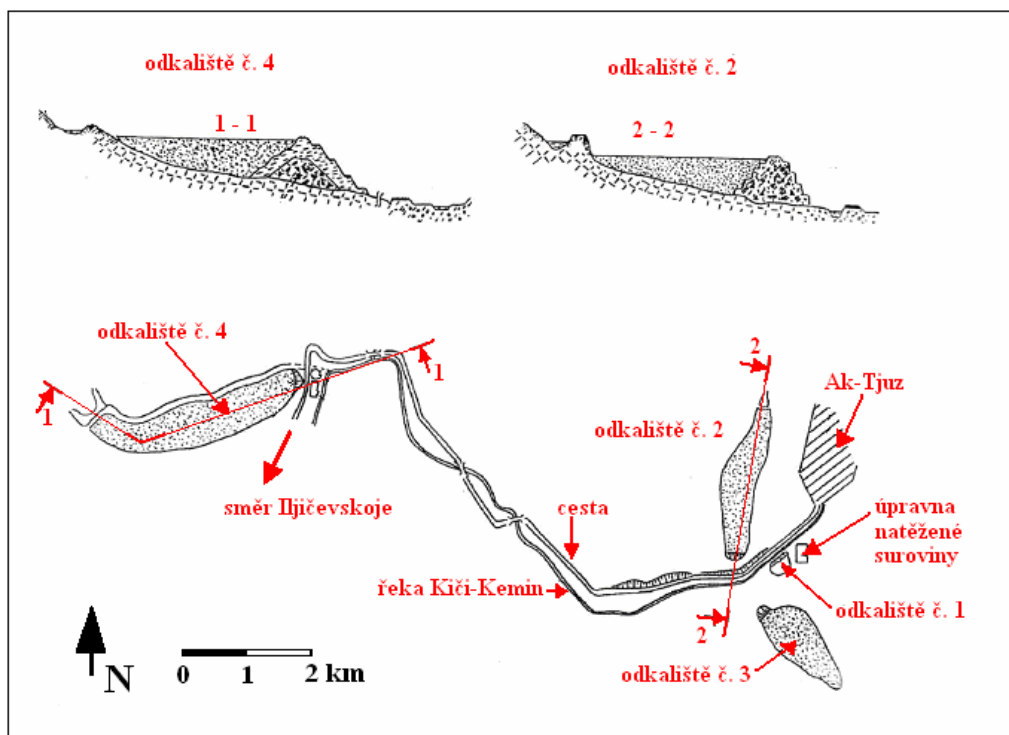 odkaliště č. 4
odkaliště č. 2
1 - 1
2 - 2
odkaliště č. 4
1
1
2
Ak-Tjuz
odkaliště č. 2
směr Iljičevskoje
cesta
úpravna
natěžené
suroviny
řeka Kiči-Kemin
odkaliště č. 1
2
odkaliště č. 3
N
0 1 2 km